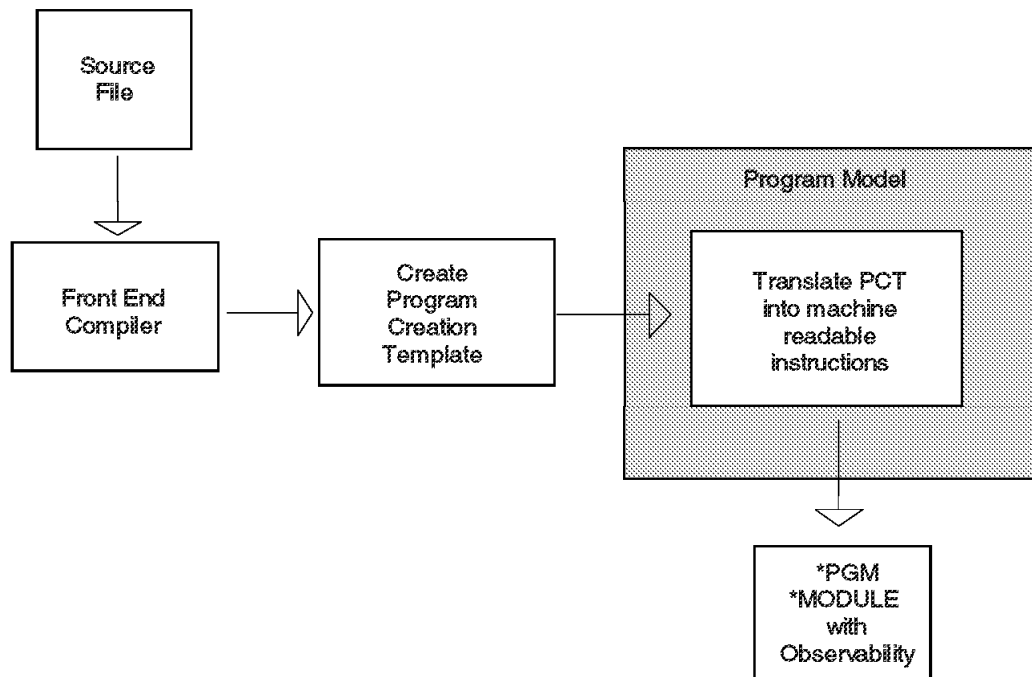 Source
File
Front End
Compiler
Create
Program
Creation
Template
Program Model
Translate PCT
into machine
readable
instructions
*PGM
*MODULE
with
Observability